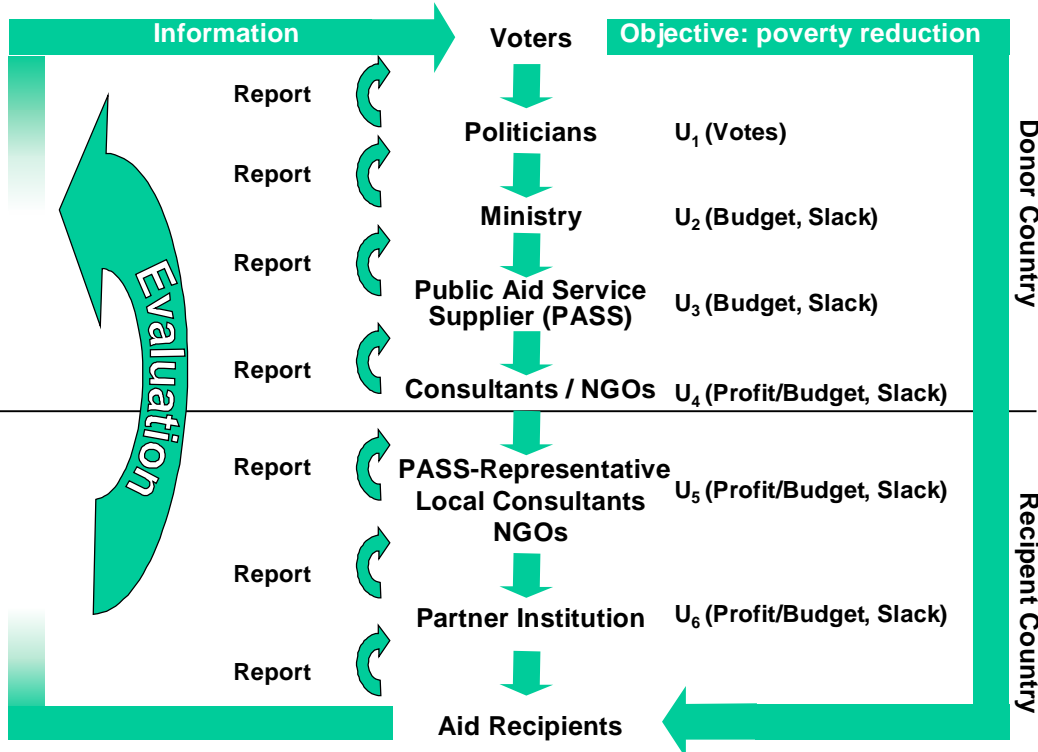 Information
Voters
Objective: poverty reduction
Report
Politicians
U1 (Votes)
Report
Ministry
U2 (Budget, Slack)
Report
Public Aid Service
Supplier (PASS)
U3 (Budget, Slack)
Report
Consultants / NGOs
U4 (Profit/Budget, Slack)
Donor Country
Evaluation
Report
PASS-Representative
Local Consultants
NGOs
U5 (Profit/Budget, Slack)
Report
Partner Institution
U6 (Profit/Budget, Slack)
Report
Aid Recipients
Recipent Country